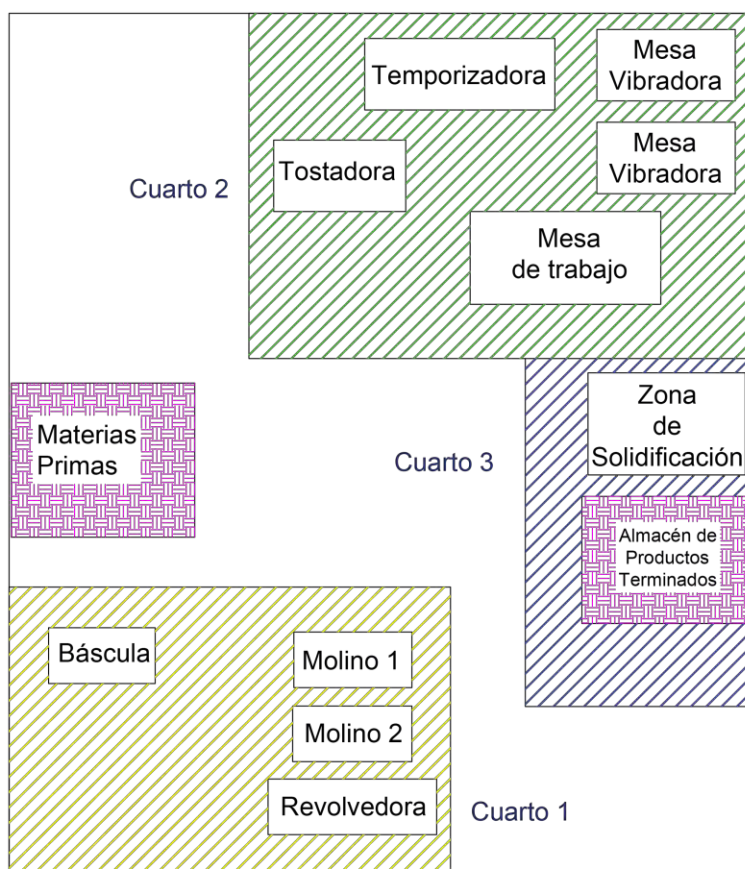 Temporizadora
Mesa
Vibradora
Tostadora
Mesa
Vibradora
Cuarto 2
Mesa
de trabajo
Materias
Primas
Cuarto 3
Zona
de
Solidificación
Almacén de
Productos
Terminados
Báscula
Molino 1
Molino 2
Revolvedora
Cuarto 1